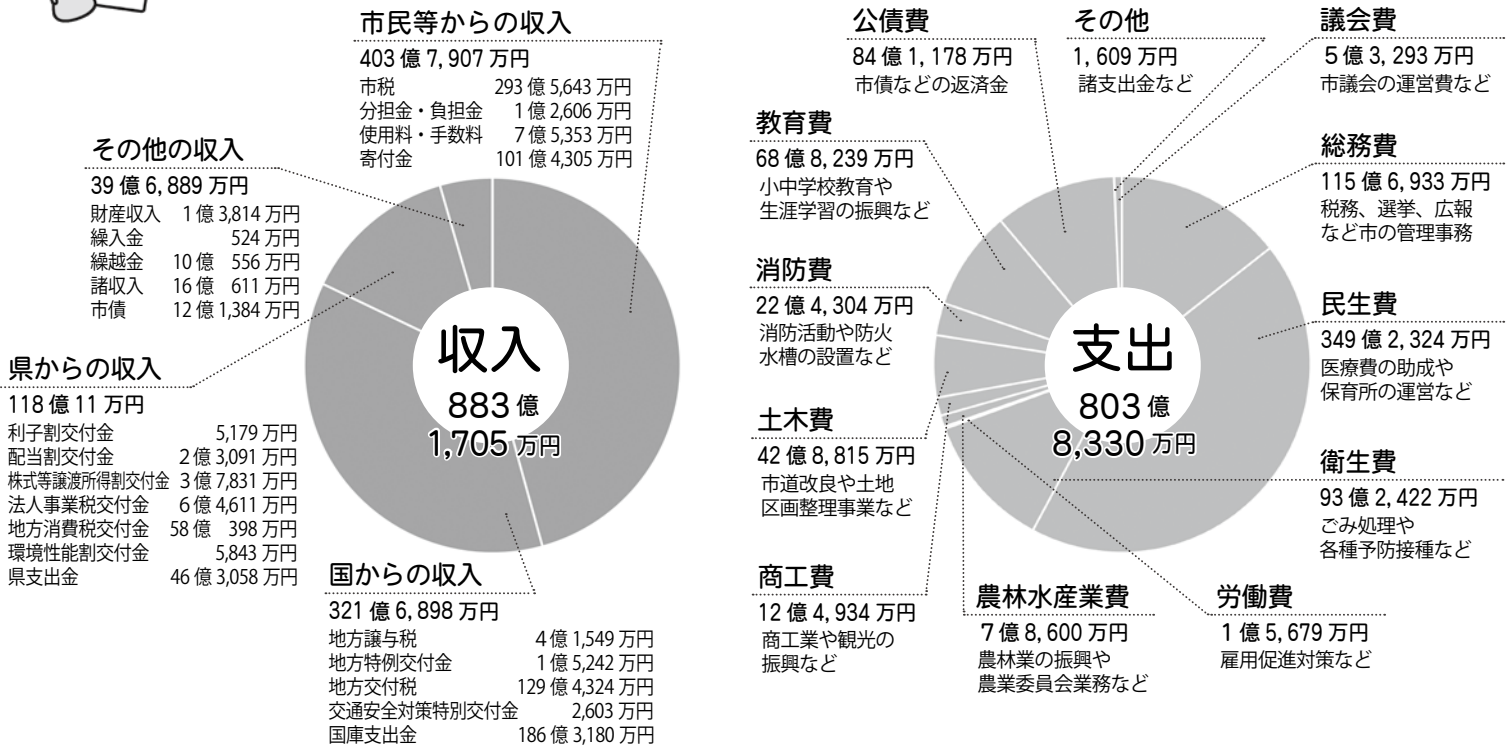 市民等からの収入
403億7,907万円
市税 293億5,643万円
分担金・負担金 1億2,606万円
使用料・手数料 7億5,353万円
寄付金 101億4,305万円
その他の収入
39億6,889万円
財産収入 1億3,814万円
繰入金 524万円
繰越金 10億 556万円
諸収入 16億 611万円
市債 12億1,384万円
県からの収入
118億11万円
利子割交付金 5,179万円
配当割交付金 2億3,091万円
株式等譲渡所得割交付金 3億7,831万円
法人事業税交付金 6億4,611万円
地方消費税交付金 58億 398万円
環境性能割交付金 5,843万円
県支出金 46億3,058万円
国からの収入
321億6,898万円
地方譲与税 4億1,549万円
地方特例交付金 1億5,242万円
地方交付税 129億4,324万円
交通安全対策特別交付金 2,603万円
国庫支出金 186億3,180万円
収入
883億
1,705万円
公債費
84億1,178万円
市債などの返済金
その他
1,609万円
諸支出金など
議会費
5億3,293万円
市議会の運営費など
教育費
68億8,239万円
小中学校教育や
生涯学習の振興など
総務費
115億6,933万円
税務、選挙、広報
など市の管理事務
消防費
22億4,304万円
消防活動や防火
水槽の設置など
民生費
349億2,324万円
医療費の助成や
保育所の運営など
支出
803億
8,330万円
土木費
42億8,815万円
市道改良や土地
区画整理事業など
衛生費
93億2,422万円
ごみ処理や
各種予防接種など
商工費
12億4,934万円
商工業や観光の
振興など
農林水産業費
7億8,600万円
農林業の振興や
農業委員会業務など
労働費
1億5,679万円
雇用促進対策など